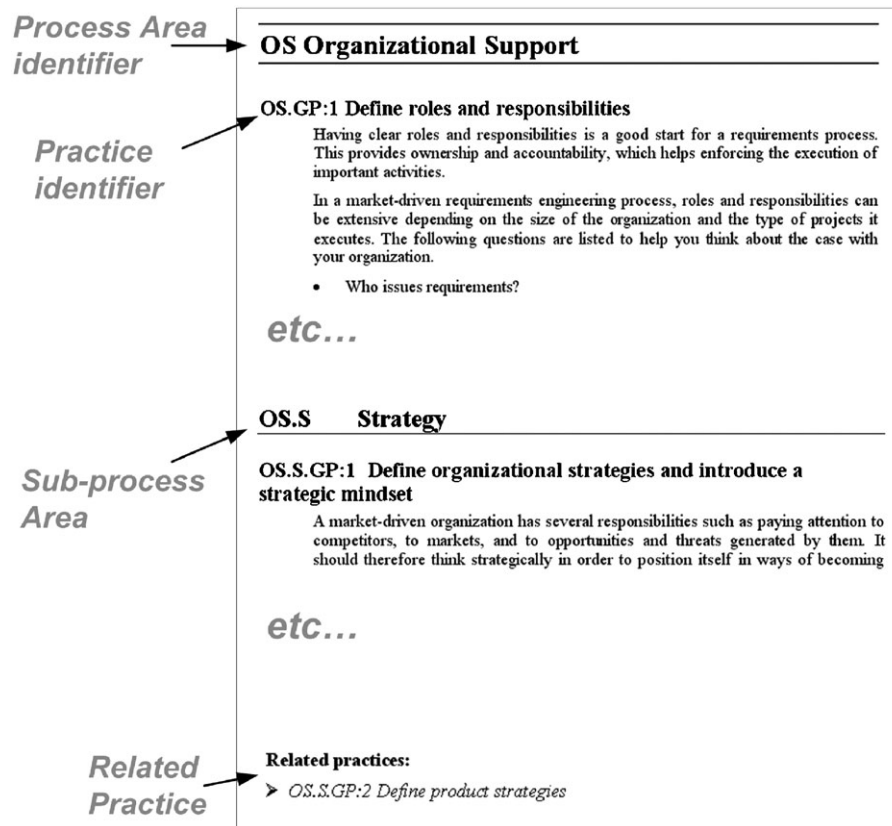 Process Area
identifier
OS Organizational Support
OS.GP:1 Define roles and responsibilities
Having clear roles and responsibilities is a good start for a requirements process.
This provides ownership and accountability, which helps enforcing the execution of
important activities.
Practice
identifier
In a market-driven requirements engineering process, roles and responsibilities can
be extensive depending on the size of the organization and the type of projects it
executes. The following questions are listed to help you think about the case with
your organization.
• Who issues requirements?
etc...
OS.S Strategy
Sub-process
Area
OS.S.GP:1 Define organizational strategies and introduce a
strategic mindset
A market-driven organization has several responsibilities such as paying attention to
competitors, to markets, and to opportunities and threats generated by them. It
should therefore think strategically in order to position itself in ways of becoming
etc...
Related
Practice
Related practices:
➤ OS.S.GP:2 Define product strategies